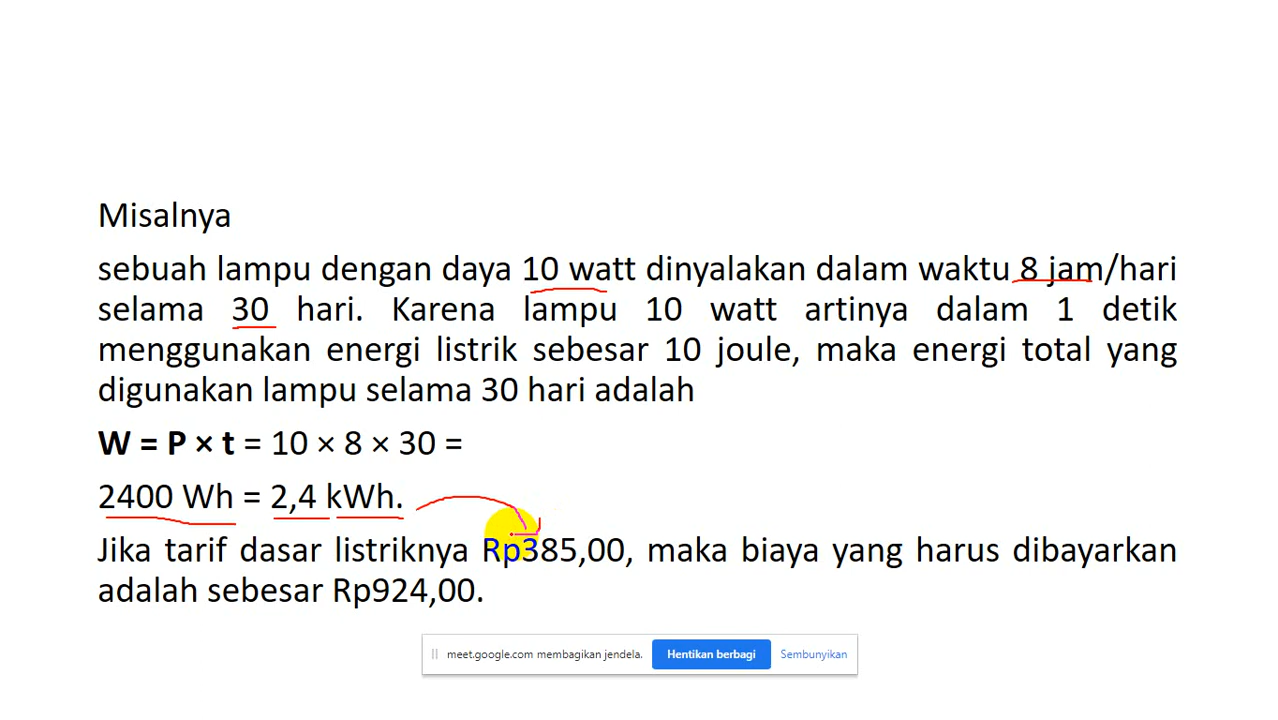 Misalnya
sebuah lampu dengan daya 10 watt dinyalakan dalam waktu 8 jam/hari
selama 30 hari. Karena lampu 10 watt artinya dalam 1 detik
menggunakan energi listrik sebesar 10 joule, maka energi total yang
digunakan lampu selama 30 hari adalah
W = P × t = 10 × 8 × 30 =
2400 Wh = 2,4 kWh.
Jika tarif dasar listriknya Rp385,00, maka biaya yang harus dibayarkan
adalah sebesar Rp924,00.
meet.google.com membagikan jendela. Hentikan berbagi Sembunyikan